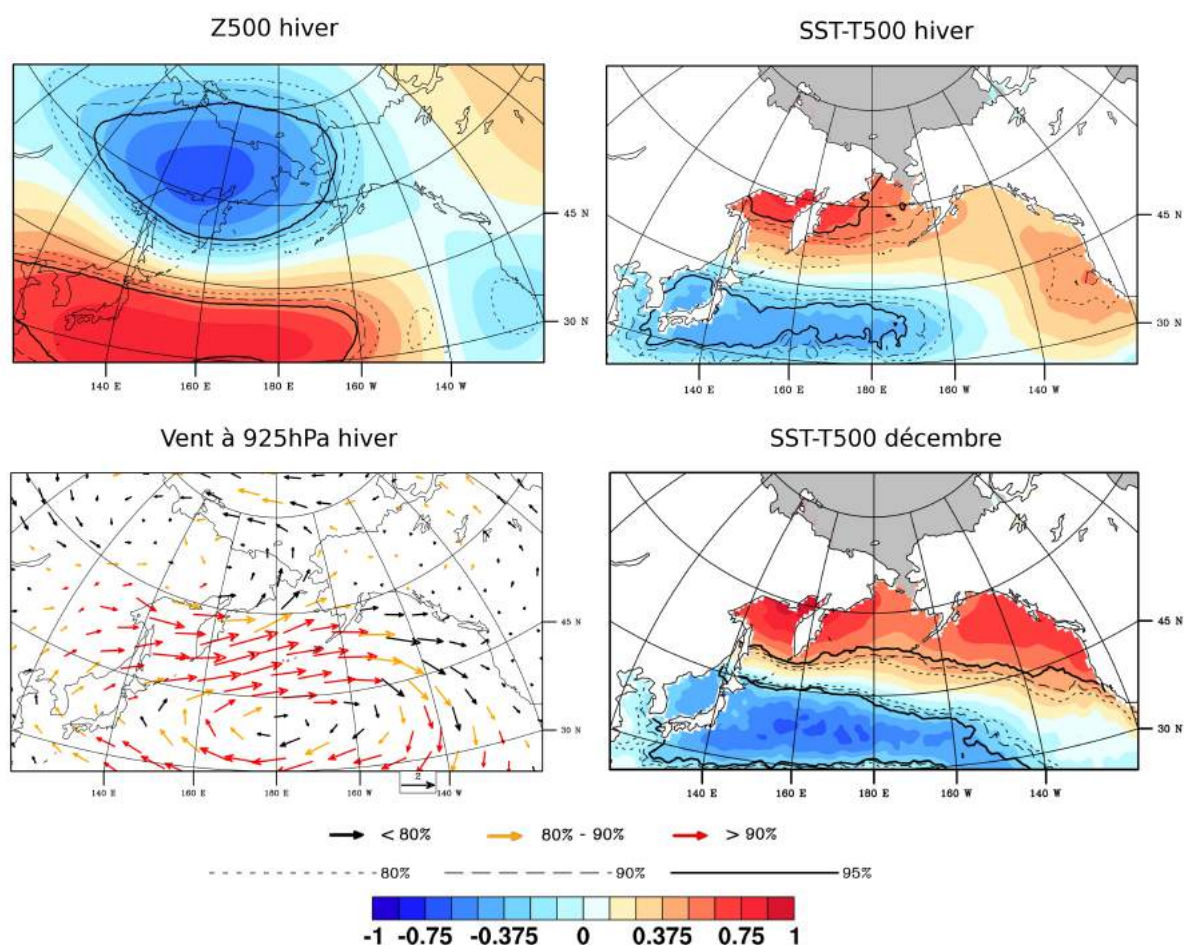 Z500 hiver
SST-T500 hiver
45 N
30 N
140 E 160 E 180 E 160 W 140 W
45 N
30 N
140 E 160 E 180 E 140 W
Vent à 925hPa hiver
SST-T500 décembre
45 N
30 N
2
140 E 160 E 180 E 160 W 140 W
45 N
30 N
140 E 160 E 180 E 140 W
< 80% 80% - 90% > 90%
80% 90% 95%
-1 -0.75 -0.375 0 0.375 0.75 1